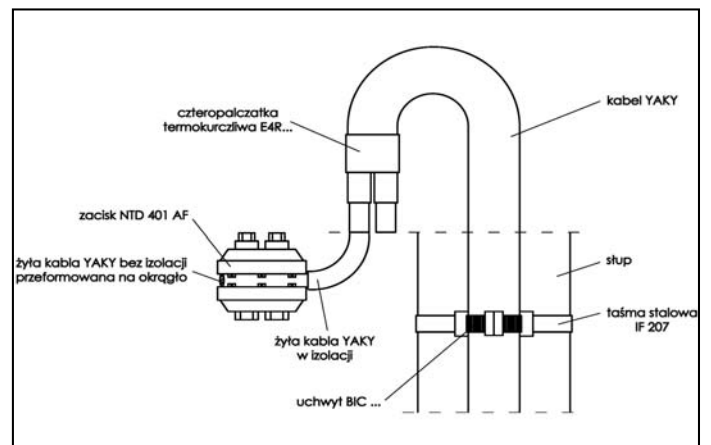 czteropalczatka
termokurczliwa E4R...
kabel YAKY
zacisk NTD 401 AF
żyła kabla YAKY bez izolacji
przeformowana na okrągło
słup
taśma stalowa
IF 207
żyła kabla YAKY
w izolacji
uchwyt BIC ...